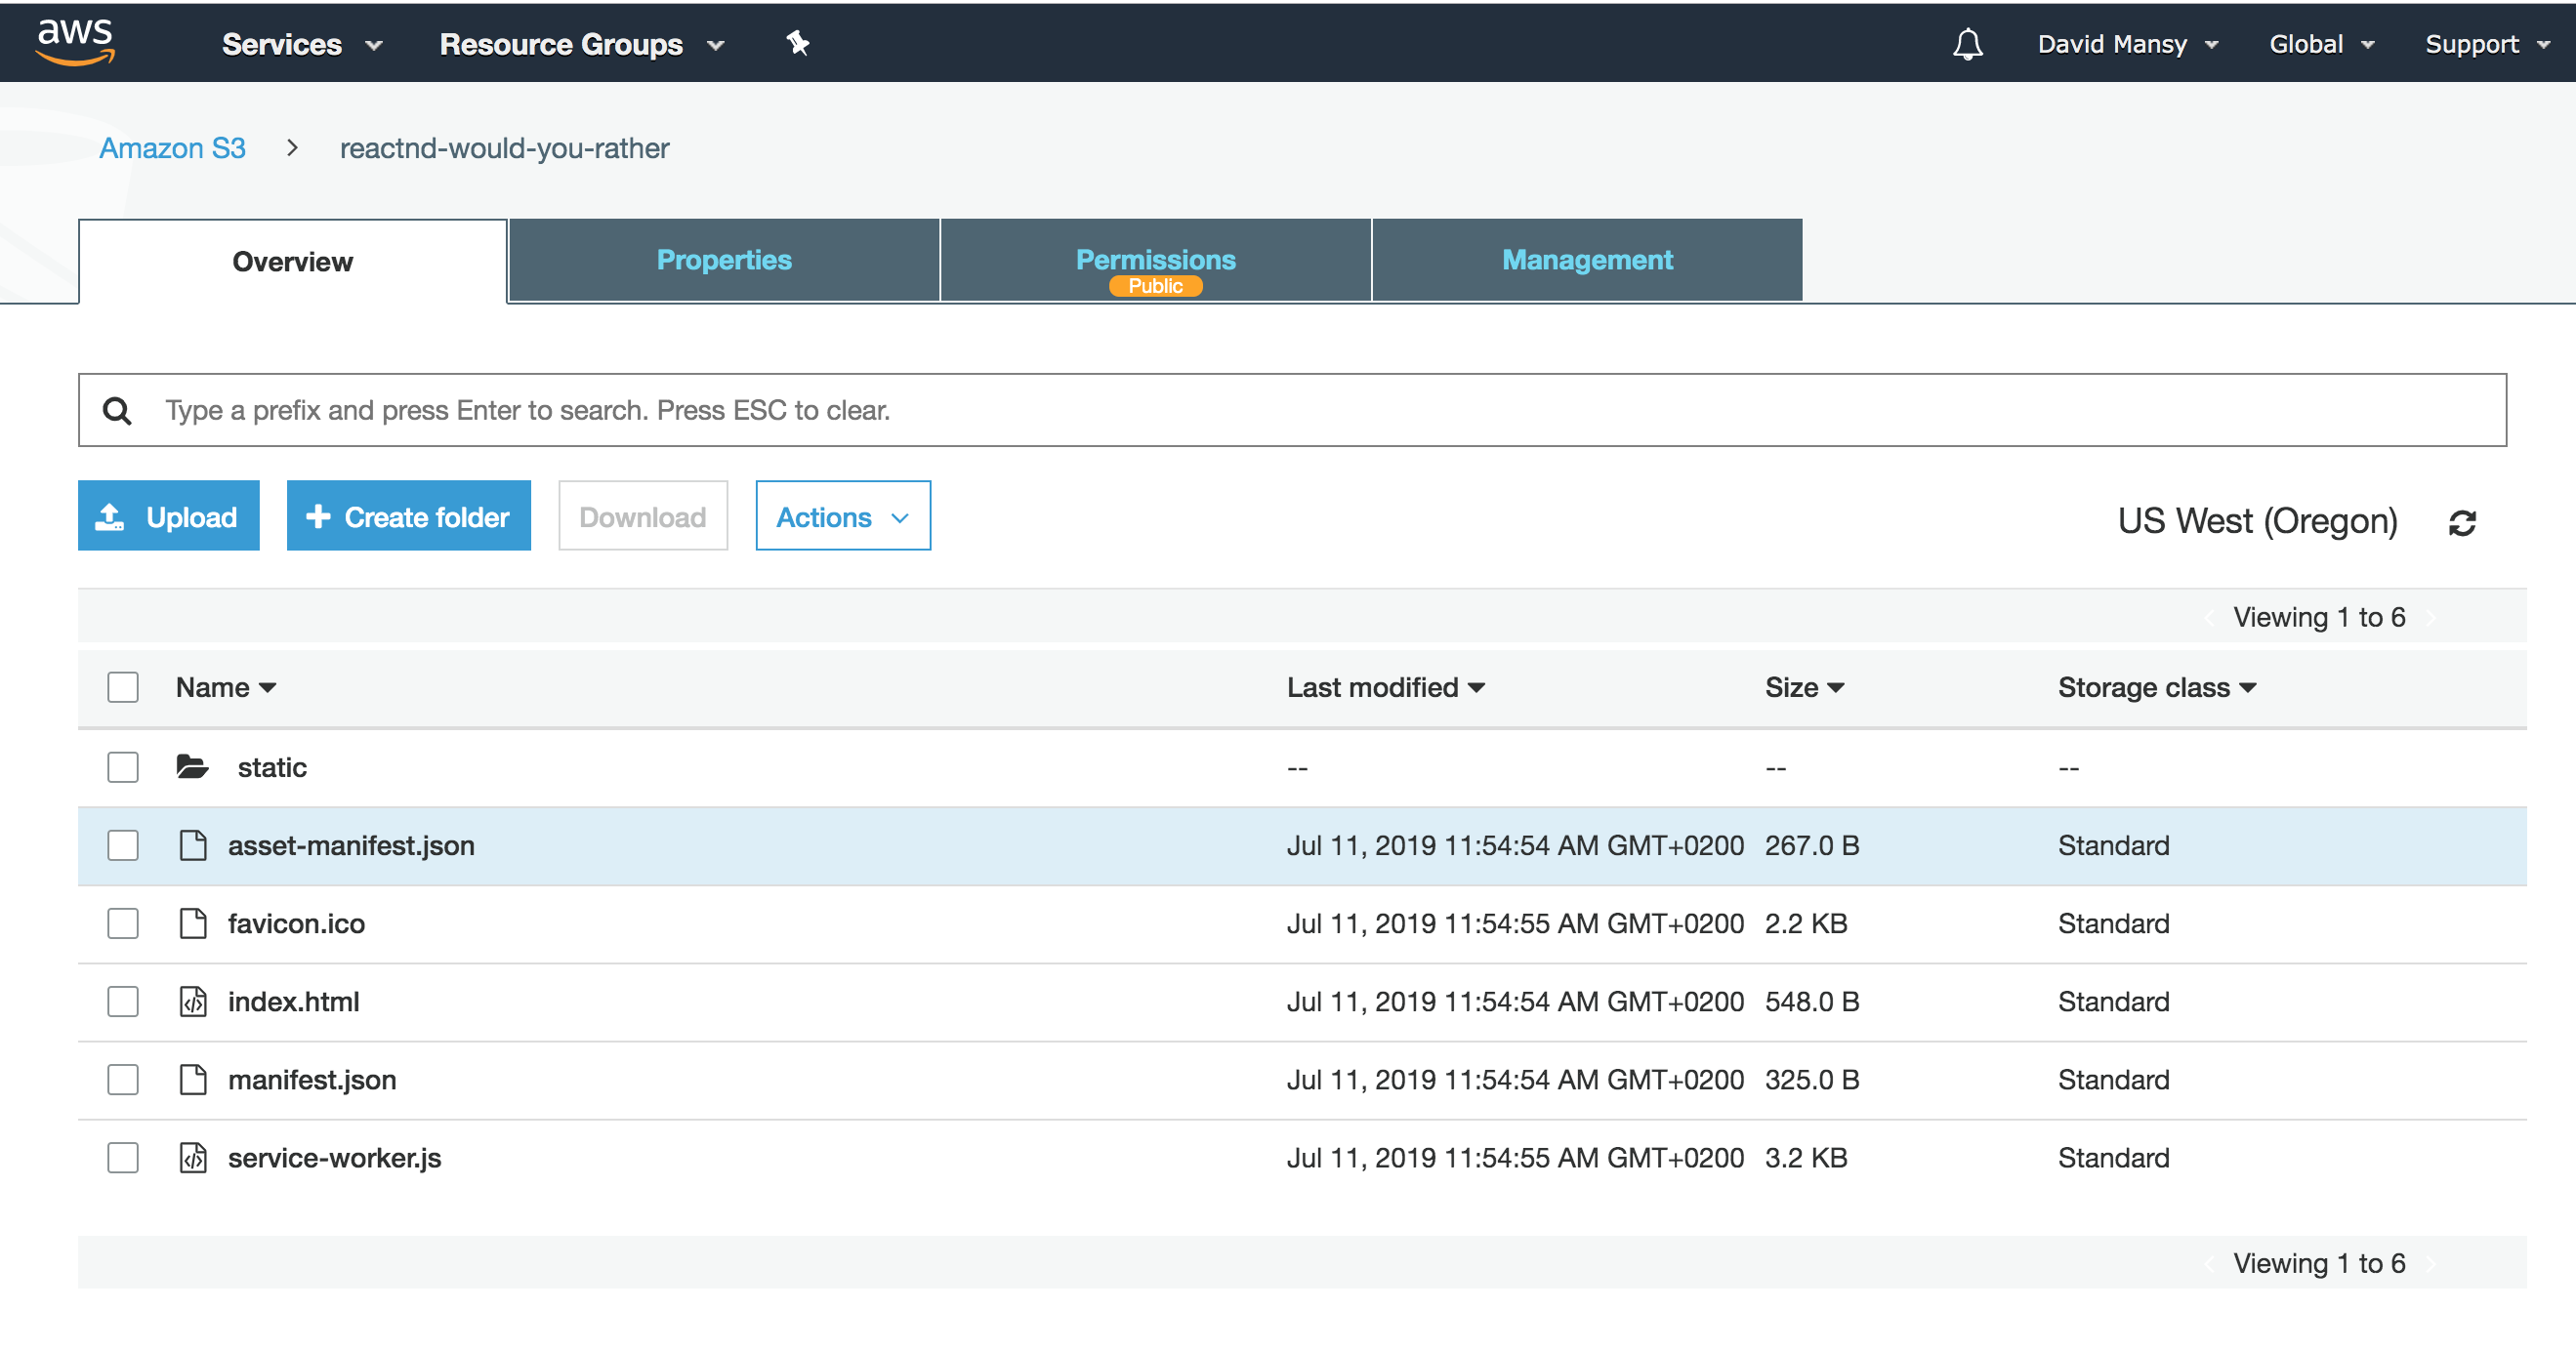 aws Services Resource Groups David Mansy Global Support
Amazon S3 > reactnd-would-you-rather
Overview Properties Permissions Management
Public
Type a prefix and press Enter to search. Press ESC to clear.
Upload + Create folder Download Actions US West (Oregon)
Viewing 1 to 6
Name Last modified Size Storage class
static -- -- --
asset-manifest.json Jul 11, 2019 11:54:54 AM GMT+0200 267.0 B Standard
favicon.ico Jul 11, 2019 11:54:55 AM GMT+0200 2.2 KB Standard
index.html Jul 11, 2019 11:54:54 AM GMT+0200 548.0 B Standard
manifest.json Jul 11, 2019 11:54:54 AM GMT+0200 325.0 B Standard
service-worker.js Jul 11, 2019 11:54:55 AM GMT+0200 3.2 KB Standard
Viewing 1 to 6